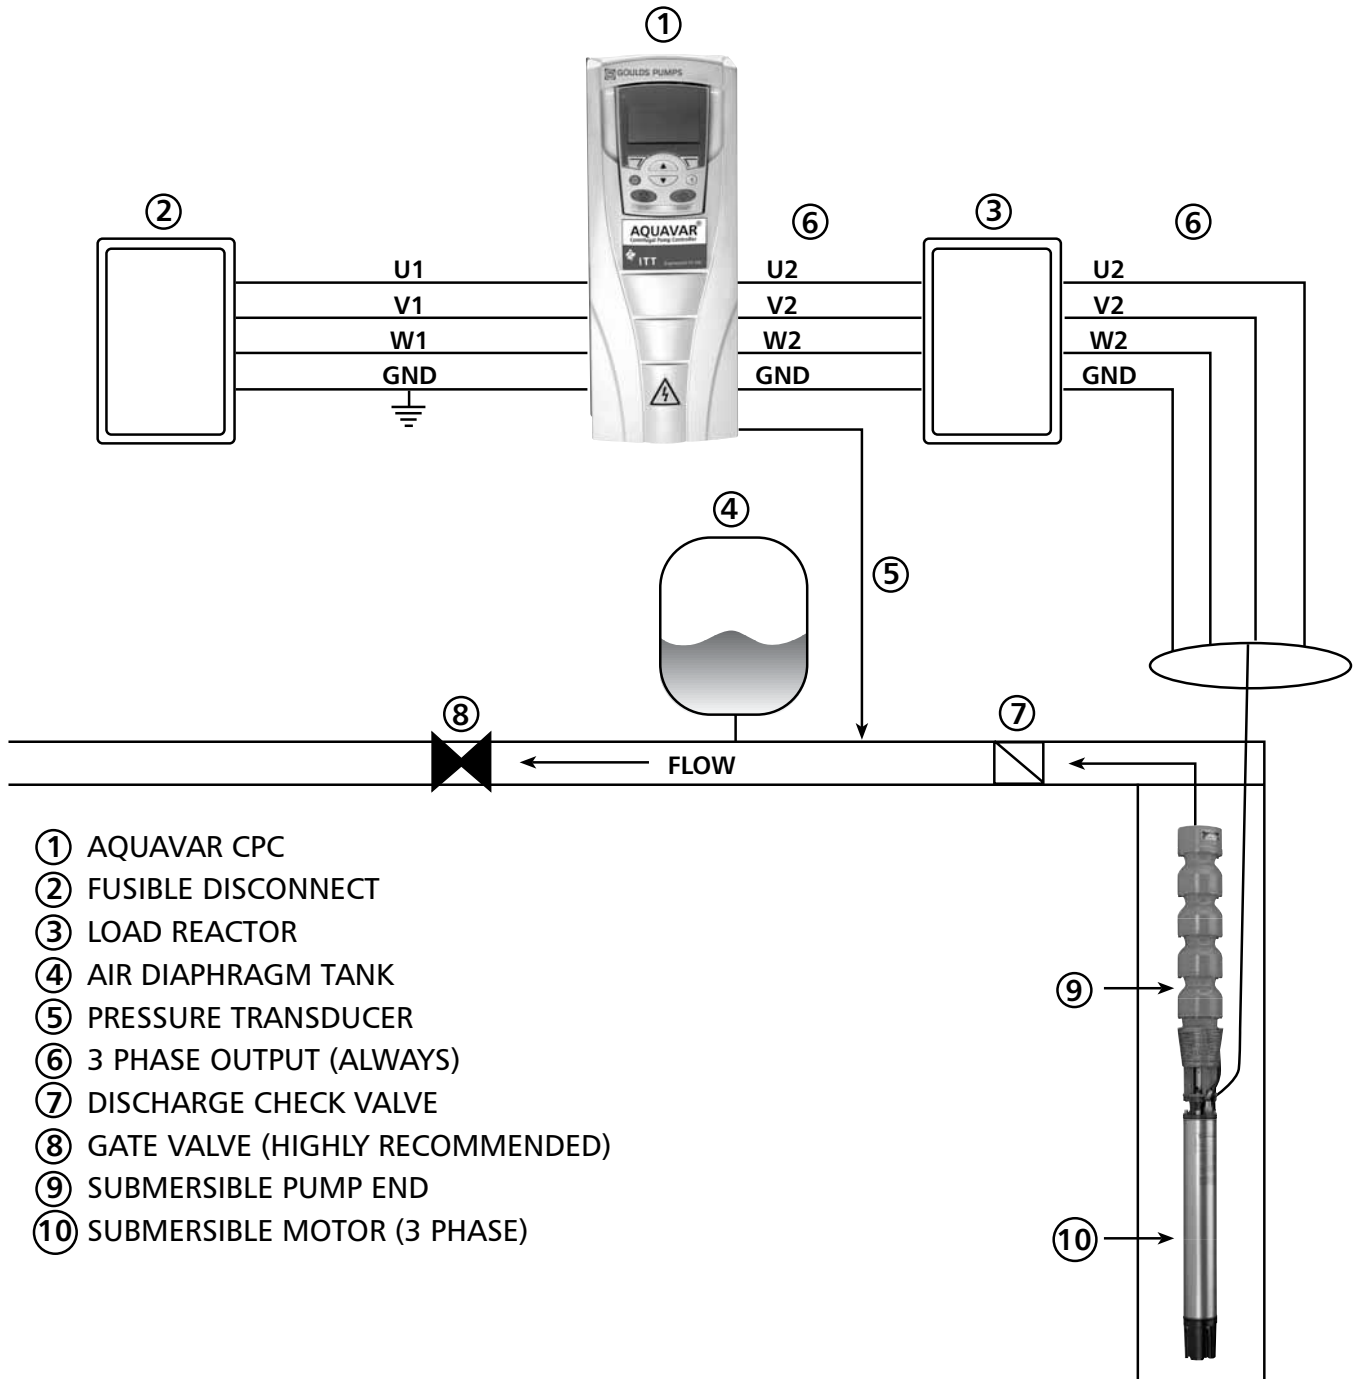 1
GOULDS PUMPS
AQUAVAR®
Centrifugal Pump Controller
ITT
2
6
3
6
U1
V1
W1
GND
U2
V2
W2
GND
U2
V2
W2
GND
4
5
8
7
FLOW
9
10
1 AQUAVAR CPC
2 FUSIBLE DISCONNECT
3 LOAD REACTOR
4 AIR DIAPHRAGM TANK
5 PRESSURE TRANSDUCER
6 3 PHASE OUTPUT (ALWAYS)
7 DISCHARGE CHECK VALVE
8 GATE VALVE (HIGHLY RECOMMENDED)
9 SUBMERSIBLE PUMP END
10 SUBMERSIBLE MOTOR (3 PHASE)